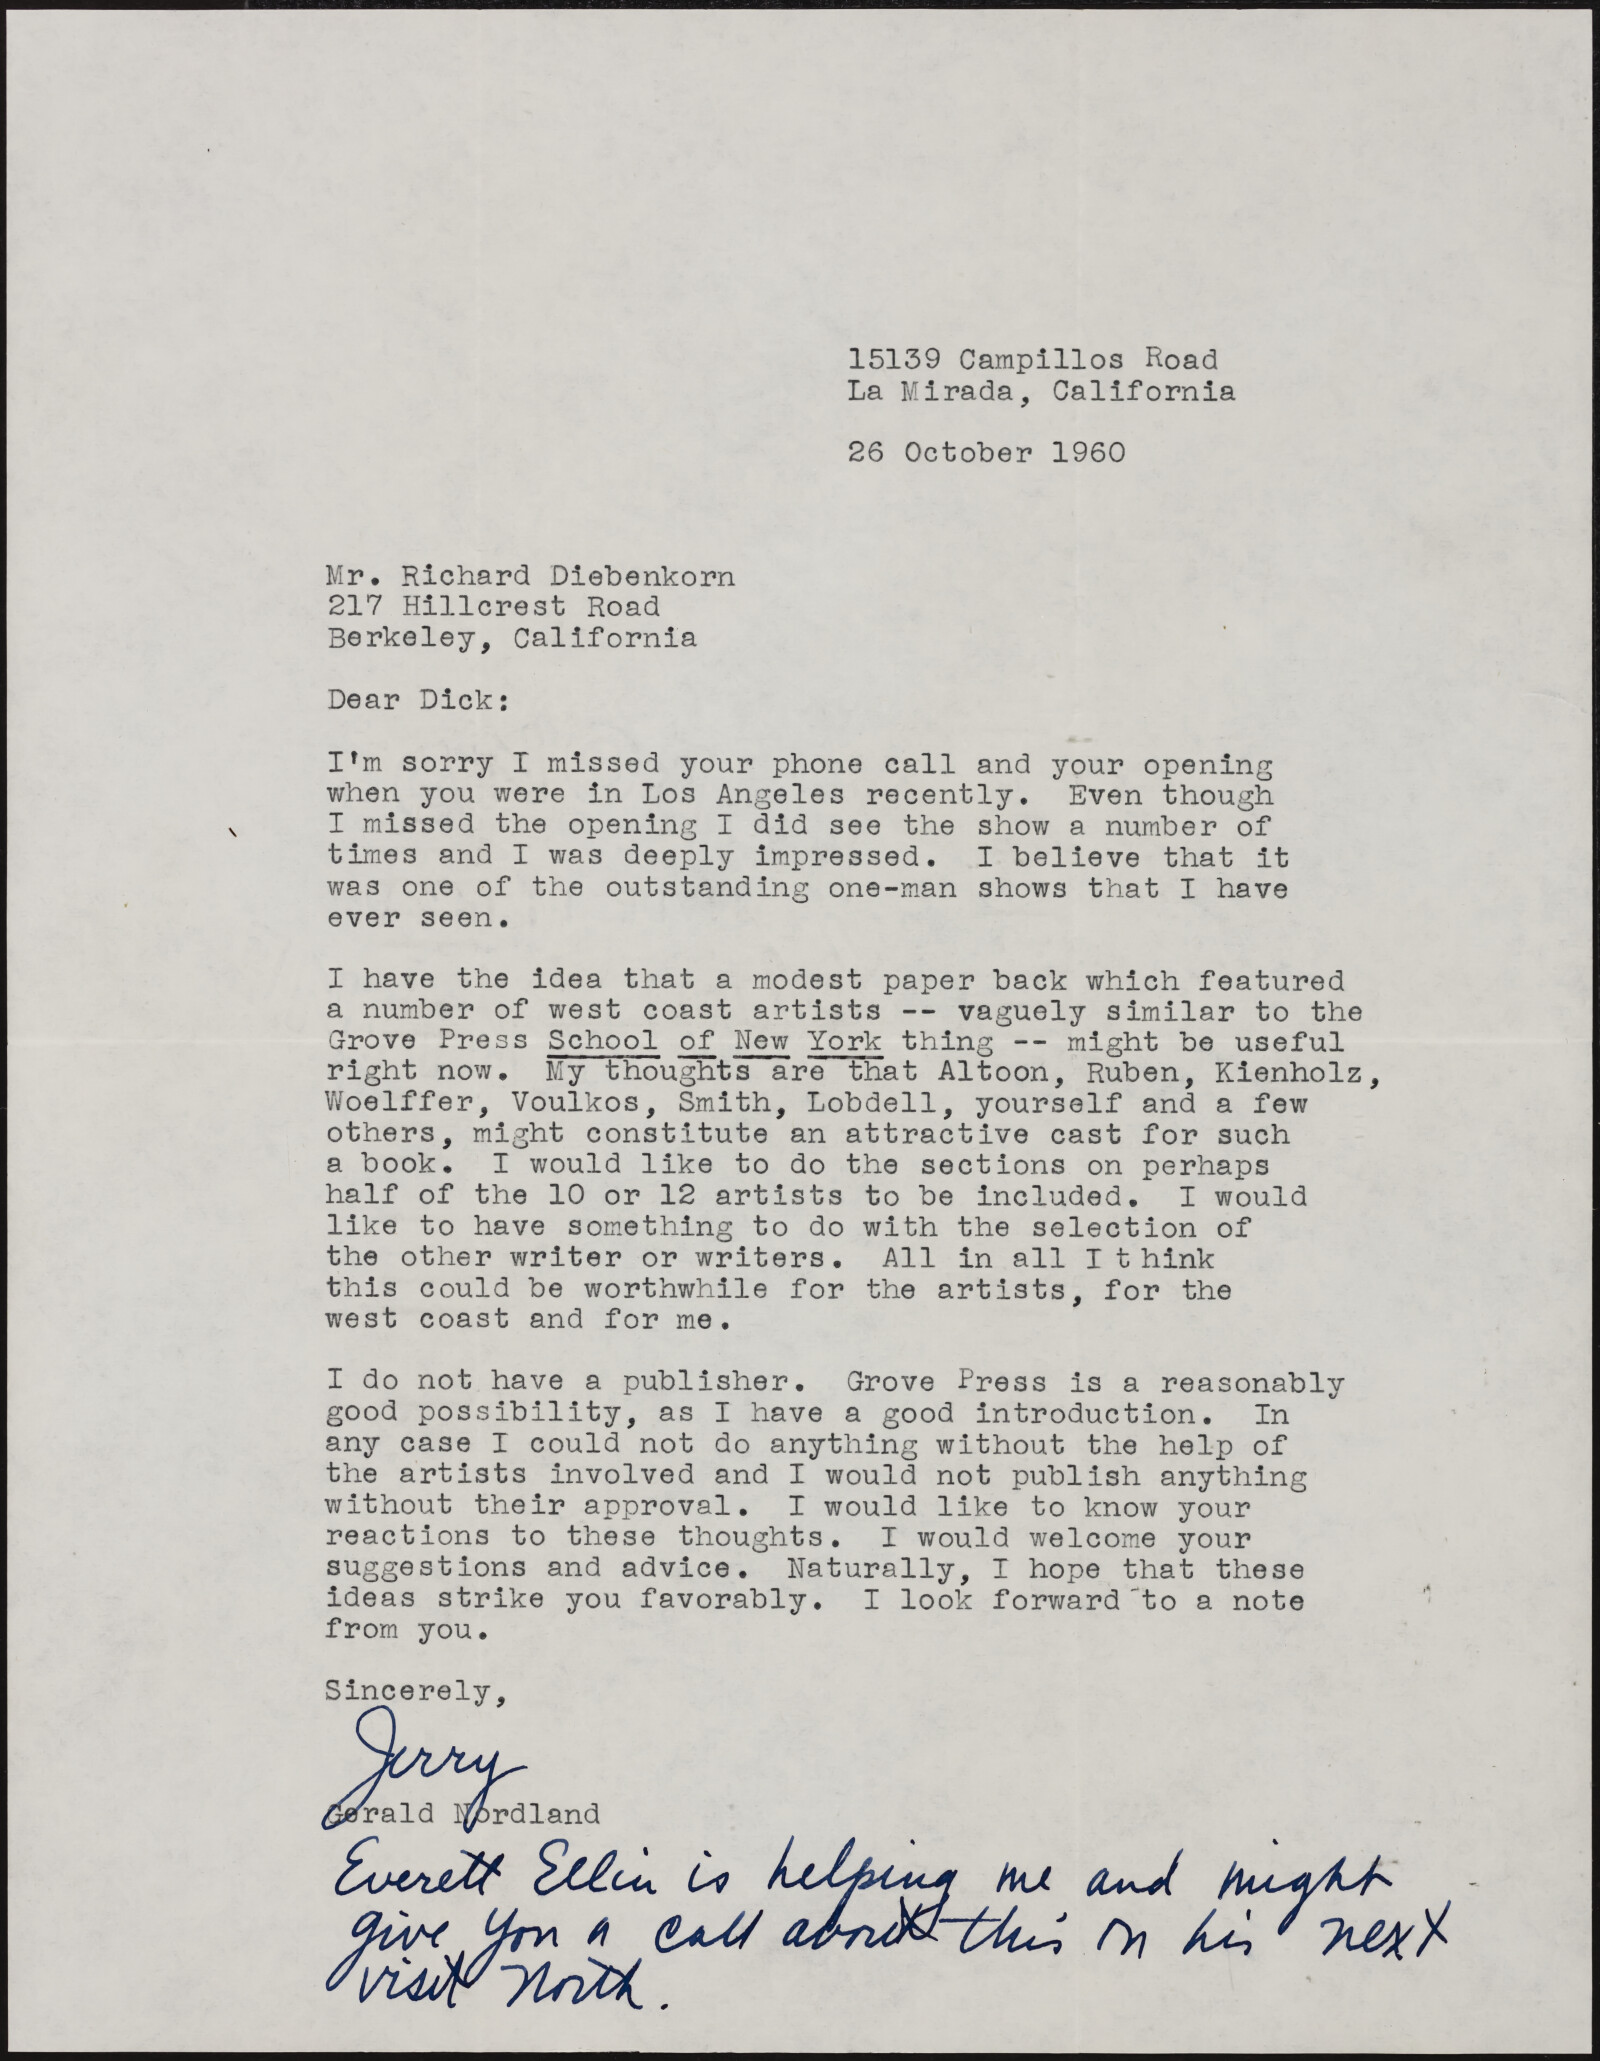 15139 Campillos Road
La Mirada, California
26 October 1960
Mr. Richard Diebenkorn
217 Hillcrest Road
Berkeley, California
Dear Dick:
I'm sorry I missed your phone call and your opening
when you were in Los Angeles recently. Even though
I missed the opening I did see the show a number of
times and I was deeply impressed. I believe that it
was one of the outstanding one-man shows that I have
ever seen.
I have the idea that a modest paper back which featured
a number of west coast artists -- vaguely similar to the
Grove Press School of New York thing -- might be useful
right now. My thoughts are that Altoon, Ruben, Kienholz,
Woelffer, Voulkos, Smith, Lobdell, yourself and a few
others, might constitute an attractive cast for such
a book. I would like to do the sections on perhaps
half of the 10 or 12 artists to be included. I would
like to have something to do with the selection of
the other writer or writers. All in all I t hink
this could be worthwhile for the artists, for the
west coast and for me.
I do not have a publisher. Grove Press is a reasonably
good possibility, as I have a good introduction. In
any case I could not do anything without the help of
the artists involved and I would not publish anything
without their approval. I would like to know your
reactions to these thoughts. I would welcome your
suggestions and advice. Naturally, I hope that these
ideas strike you favorably. I look forward to a note
from you.
Sincerely,
Jerry
Gerald Nordland
Everett Ellin is helping me and might
give you a call about this on his next
visit North.